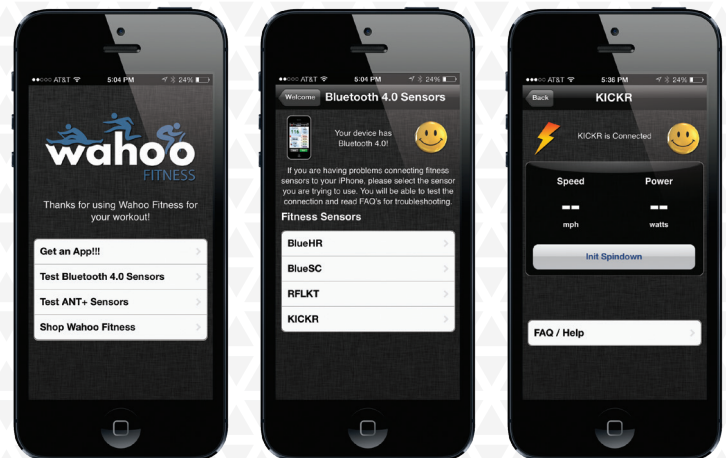 AT&T 5:04 PM 24%
wahoo
FITNESS
Thanks for using Wahoo Fitness for
your workout!
Get an App!!!
Test Bluetooth 4.0 Sensors
Test ANT+ Sensors
Shop Wahoo Fitness
AT&T 5:04 PM 24%
Welcome Bluetooth 4.0 Sensors
Your device has
Bluetooth 4.0!
If you are having problems connecting fitness
sensors to your iPhone, please select the sensor
you are trying to use. You will be able to test the
connection and read FAQ's for troubleshooting.
Fitness Sensors
BlueHR
BlueSC
RFLKT
KICKR
AT&T 5:36 PM 24%
Back KICKR
KICKR is Connected
Speed Power
-- --
mph watts
Init Spindown
FAQ / Help